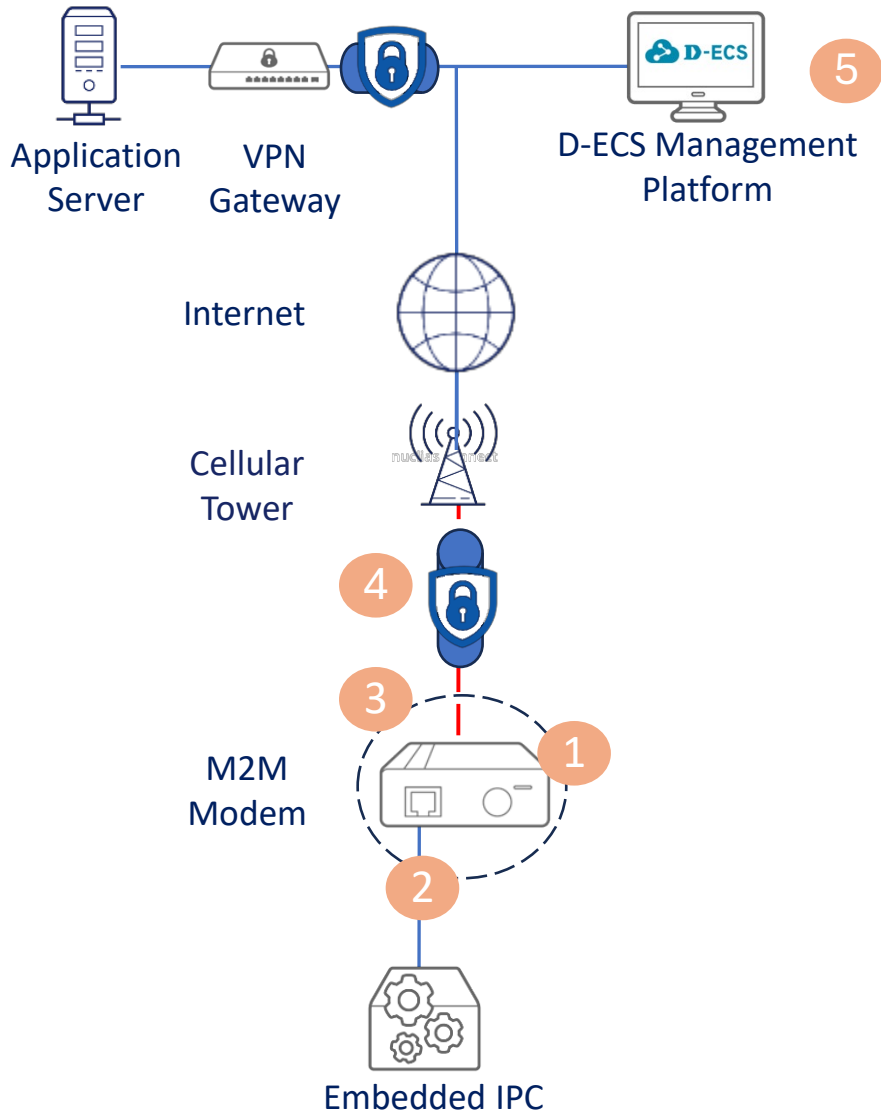 D-ECS
5
Application
Server
VPN
Gateway
D-ECS Management
Platform
Internet
Cellular
Tower
4
3
1
M2M
Modem
2
Embedded IPC